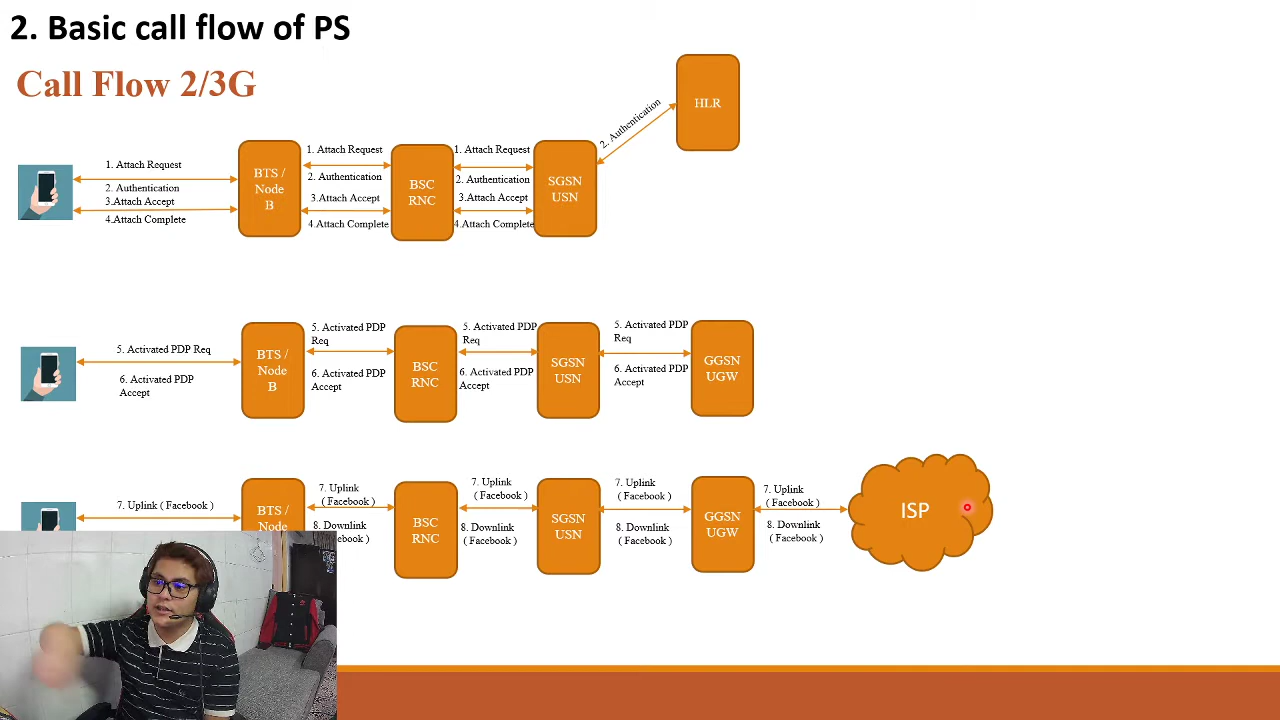 2. Basic call flow of PS
Call Flow 2/3G
HLR
2. Authentication
1. Attach Request
2. Authentication
3.Attach Accept
4.Attach Complete
BTS /
Node
B
1. Attach Request
2. Authentication
3.Attach Accept
4.Attach Complete
BSC
RNC
1. Attach Request
2. Authentication
3.Attach Accept
4.Attach Complete
SGSN
USN
5. Activated PDP Req
6. Activated PDP
Accept
BTS /
Node
B
5. Activated PDP
Req
6. Activated PDP
Accept
BSC
RNC
5. Activated PDP
Req
6. Activated PDP
Accept
SGSN
USN
5. Activated PDP
Req
6. Activated PDP
Accept
GGSN
UGW
7. Uplink ( Facebook )
BTS /
Node
7. Uplink
( Facebook )
8. Downlink
BSC
RNC
7. Uplink
( Facebook )
8. Downlink
( Facebook )
SGSN
USN
7. Uplink
( Facebook )
8. Downlink
( Facebook )
GGSN
UGW
7. Uplink
( Facebook )
8. Downlink
( Facebook )
ISP